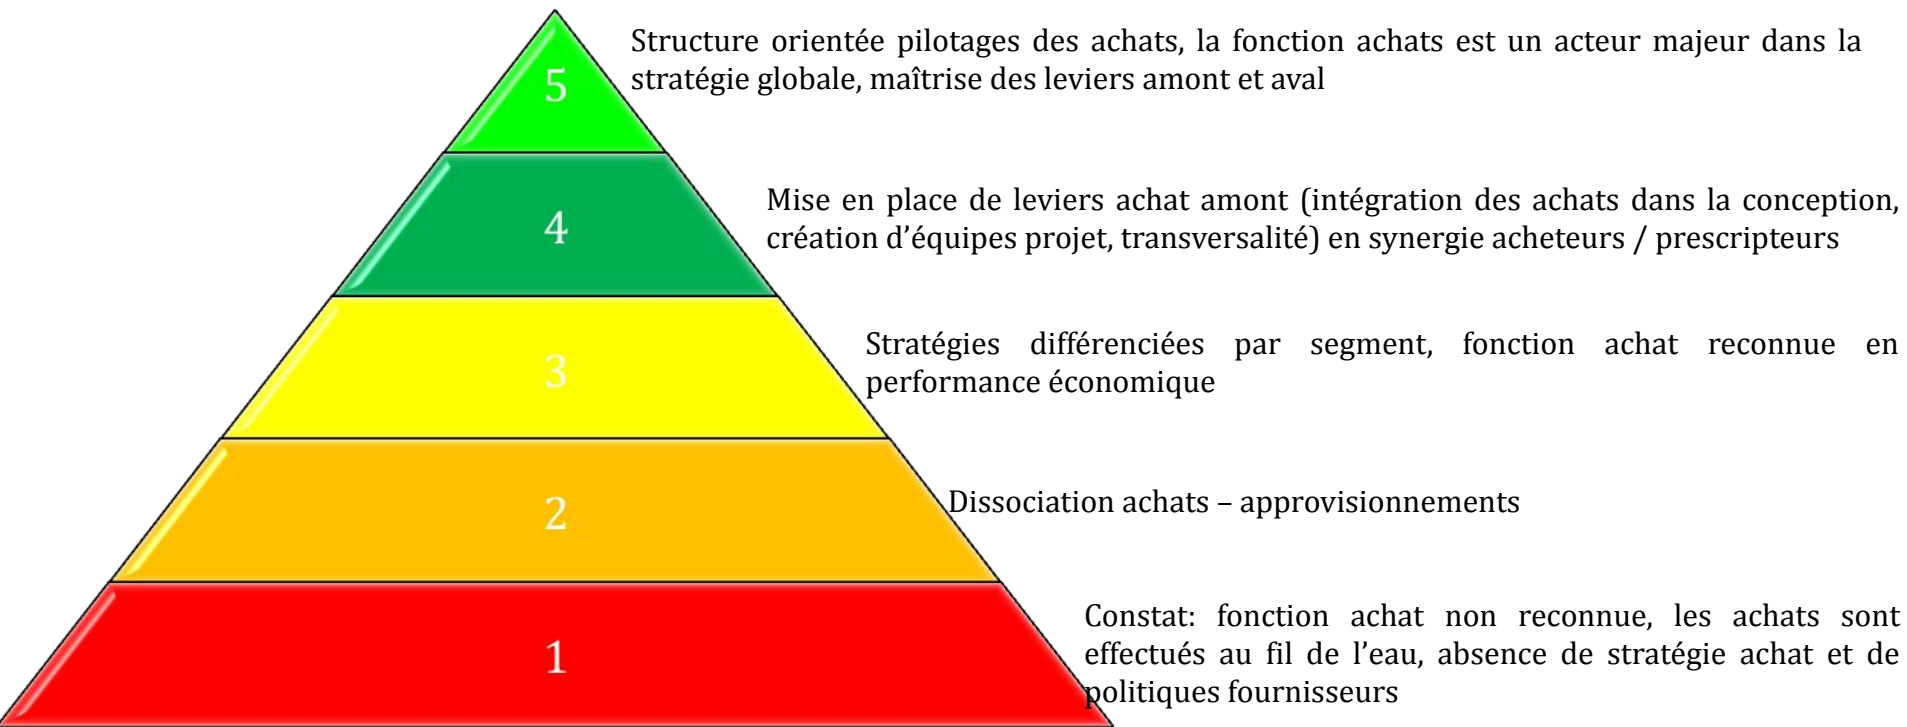 5
Structure orientée pilotages des achats, la fonction achats est un acteur majeur dans la
stratégie globale, maîtrise des leviers amont et aval
4
Mise en place de leviers achat amont (intégration des achats dans la conception,
création d’équipes projet, transversalité) en synergie acheteurs / prescripteurs
3
Stratégies différenciées par segment, fonction achat reconnue en
performance économique
2
Dissociation achats – approvisionnements
1
Constat: fonction achat non reconnue, les achats sont
effectués au fil de l’eau, absence de stratégie achat et de
politiques fournisseurs